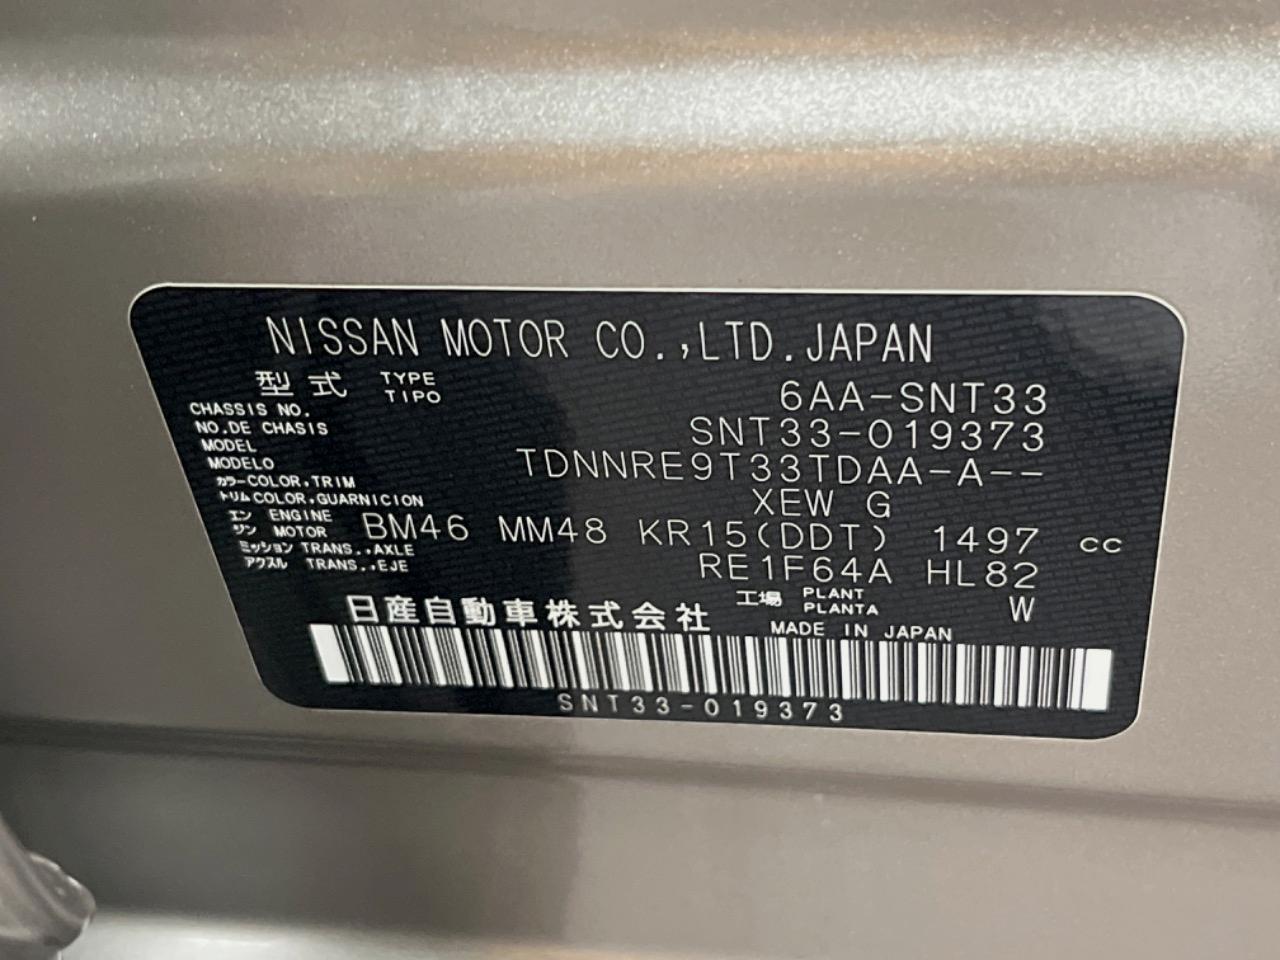 NISSAN MOTOR CO.,LTD.JAPAN
型式 TYPE TIPO 6AA-SNT33
CHASSIS NO. NO.DE CHASIS SNT33-019373
MODEL MODELO TDNNRE9T33TDAA-A--
カラー COLOR,TRIM
トリム COLOR,GUARNICION XEW G
エンジン ENGINE MOTOR BM46 MM48 KR15(DDT) 1497 CC
ミッション TRANS.,AXLE
アクスル TRANS.,EJE RE1F64A HL82
工場 PLANT PLANTA W
日産自動車株式会社 MADE IN JAPAN
SNT33-019373